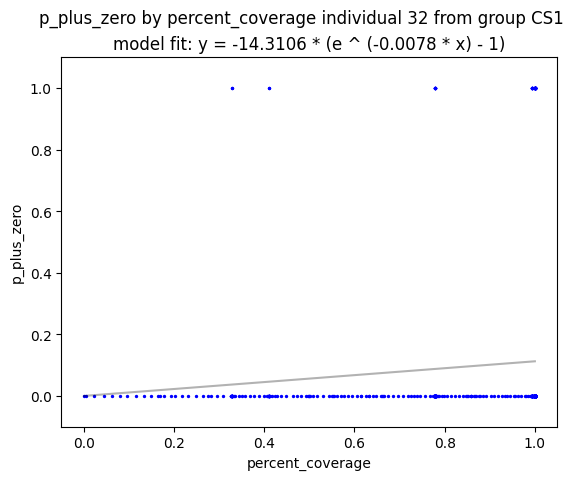 p_plus_zero by percent_coverage individual 32 from group CS1
model fit: y = -14.3106 * (e ^ (-0.0078 * x) - 1)
1.0
0.8
0.6
0.4
0.2
0.0
p_plus_zero
0.0 0.2 0.4 0.6 0.8 1.0
percent_coverage